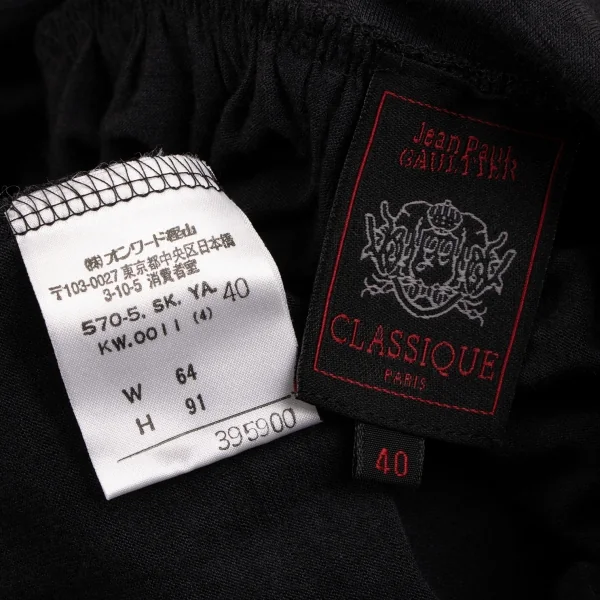 ㈱オンワード樫山
〒103-0027 東京都中央区日本橋
3-10-5 消費者室
570-5. SK. YA. 40
KW.0011 (4)
W 64
H 91
395900
Jean Paul
GAULTIER
CLASSIQUE
PARIS
40